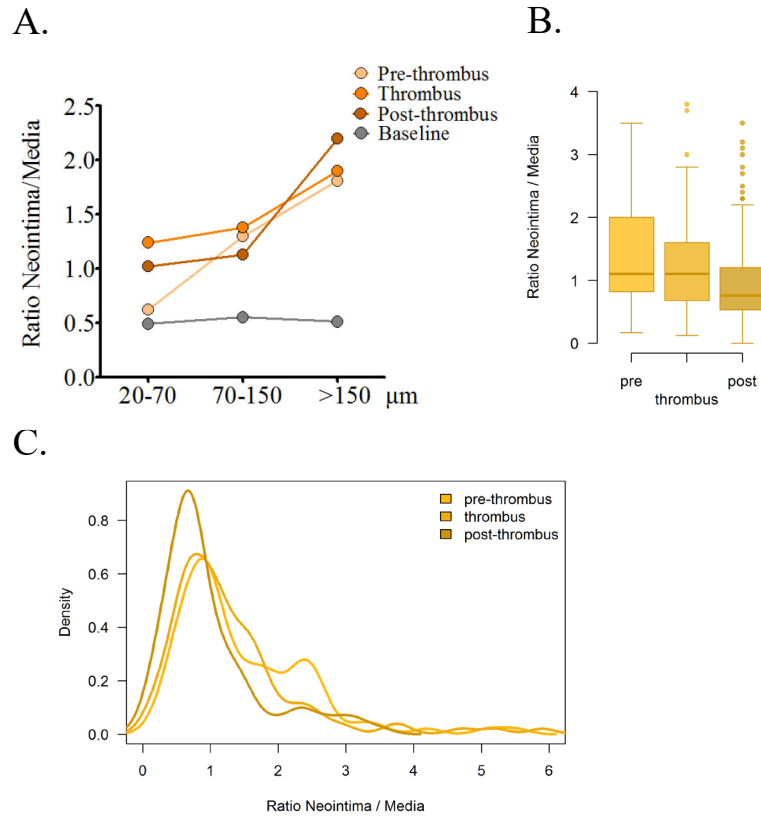 A.
Pre-thrombus
Thrombus
Post-thrombus
Baseline
Ratio Neointima/Media
2.5
2.0
1.5
1.0
0.5
0.0
20-70 70-150 >150 μm
B.
Ratio Neointima / Media
4
3
2
1
0
pre post
thrombus
C.
pre-thrombus
thrombus
post-thrombus
Density
0.8
0.6
0.4
0.2
0.0
0 1 2 3 4 5 6
Ratio Neointima / Media